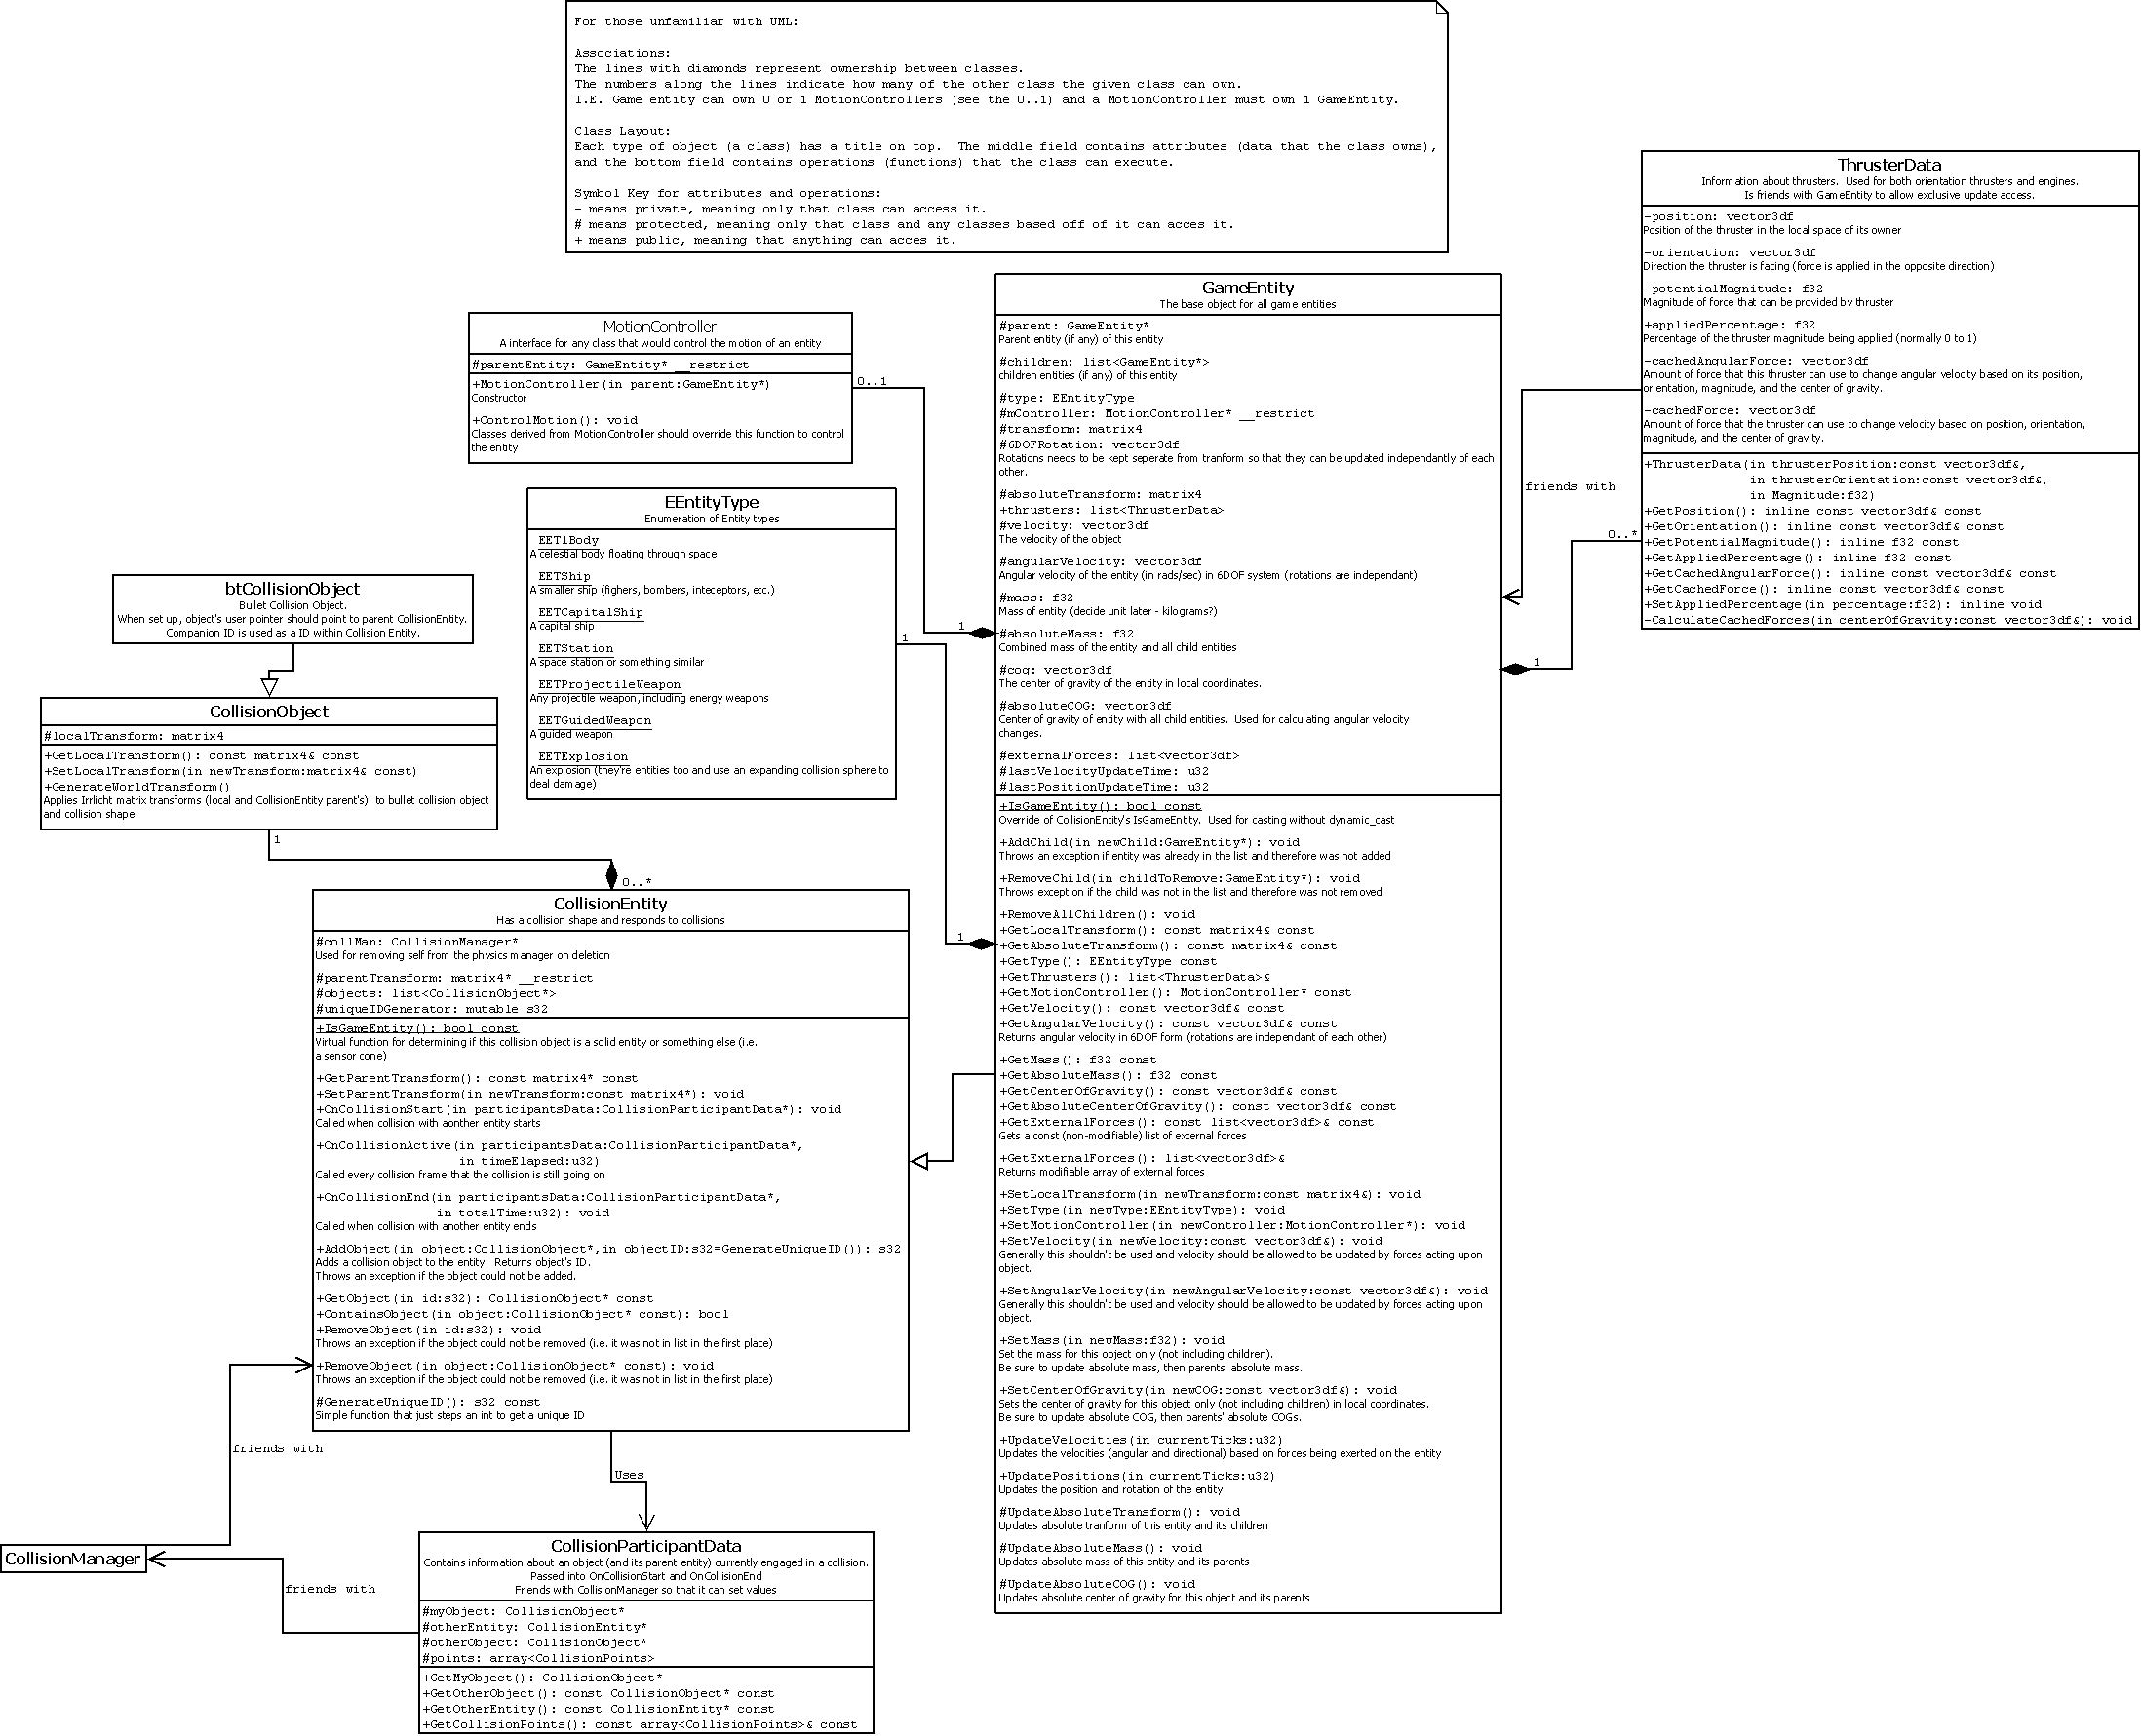 For those unfamiliar with UML:
Associations:
The lines with diamonds represent ownership between classes.
The numbers along the lines indicate how many of the other class the given class can own.
I.E. Game entity can own 0 or 1 MotionControllers (see the 0..1) and a MotionController must own 1 GameEntity.
Class Layout:
Each type of object (a class) has a title on top.  The middle field contains attributes (data that the class owns),
and the bottom field contains operations (functions) that the class can execute.
Symbol Key for attributes and operations:
- means private, meaning only that class can access it.
# means protected, meaning only that class and any classes based off of it can acces it.
+ means public, meaning that anything can acces it.
ThrusterData
Information about thrusters.  Used for both orientation thrusters and engines.
Is friends with GameEntity to allow exclusive update access.
-position: vector3df
Position of the thruster in the local space of its owner
-orientation: vector3df
Direction the thruster is facing (force is applied in the opposite direction)
-potentialMagnitude: f32
Magnitude of force that can be provided by thruster
+appliedPercentage: f32
Percentage of the thruster magnitude being applied (normally 0 to 1)
-cachedAngularForce: vector3df
Amount of force that this thruster can use to change angular velocity based on its position,
orientation, magnitude, and the center of gravity.
-cachedForce: vector3df
Amount of force that the thruster can use to change velocity based on position, orientation,
magnitude, and the center of gravity.
+ThrusterData(in thrusterPosition:const vector3df&,
in thrusterOrientation:const vector3df&,
in Magnitude:f32)
+GetPosition(): inline const vector3df& const
+GetOrientation(): inline const vector3df& const
+GetPotentialMagnitude(): inline f32 const
+GetAppliedPercentage(): inline f32 const
+GetCachedAngularForce(): inline const vector3df& const
+GetCachedForce(): inline const vector3df& const
+SetAppliedPercentage(in percentage:f32): inline void
-CalculateCachedForces(in centerOfGravity:const vector3df&): void
friends with
0..*
1
GameEntity
The base object for all game entities
#parent: GameEntity*
Parent entity (if any) of this entity
#children: list<GameEntity*>
children entities (if any) of this entity
#type: EEntityType
#mController: MotionController* __restrict
#transform: matrix4
#6DOFRotation: vector3df
Rotations needs to be kept seperate from tranform so that they can be updated independantly of each
other.
#absoluteTransform: matrix4
+thrusters: list<ThrusterData>
#velocity: vector3df
The velocity of the object
#angularVelocity: vector3df
Angular velocity of the entity (in rads/sec) in 6DOF system (rotations are independant)
#mass: f32
Mass of entity (decide unit later - kilograms?)
#absoluteMass: f32
Combined mass of the entity and all child entities
#cog: vector3df
The center of gravity of the entity in local coordinates.
#absoluteCOG: vector3df
Center of gravity of entity with all child entities.  Used for calculating angular velocity
changes.
#externalForces: list<vector3df>
#lastVelocityUpdateTime: u32
#lastPositionUpdateTime: u32
+IsGameEntity(): bool const
Override of CollisionEntity's IsGameEntity.  Used for casting without dynamic_cast
+AddChild(in newChild:GameEntity*): void
Throws an exception if entity was already in the list and therefore was not added
+RemoveChild(in childToRemove:GameEntity*): void
Throws exception if the child was not in the list and therefore was not removed
+RemoveAllChildren(): void
+GetLocalTransform(): const matrix4& const
+GetAbsoluteTransform(): const matrix4& const
+GetType(): EEntityType const
+GetThrusters(): list<ThrusterData>&
+GetMotionController(): MotionController* const
+GetVelocity(): const vector3df& const
+GetAngularVelocity(): const vector3df& const
Returns angular velocity in 6DOF form (rotations are independant of each other)
+GetMass(): f32 const
+GetAbsoluteMass(): f32 const
+GetCenterOfGravity(): const vector3df& const
+GetAbsoluteCenterOfGravity(): const vector3df& const
+GetExternalForces(): const list<vector3df>& const
Gets a const (non-modifiable) list of external forces
+GetExternalForces(): list<vector3df>&
Returns modifiable array of external forces
+SetLocalTransform(in newTransform:const matrix4&): void
+SetType(in newType:EEntityType): void
+SetMotionController(in newController:MotionController*): void
+SetVelocity(in newVelocity:const vector3df&): void
Generally this shouldn't be used and velocity should be allowed to be updated by forces acting upon
object.
+SetAngularVelocity(in newAngularVelocity:const vector3df&): void
Generally this shouldn't be used and velocity should be allowed to be updated by forces acting upon
object.
+SetMass(in newMass:f32): void
Set the mass for this object only (not including children).
Be sure to update absolute mass, then parents' absolute mass.
+SetCenterOfGravity(in newCOG:const vector3df&): void
Sets the center of gravity for this object only (not including children) in local coordinates.
Be sure to update absolute COG, then parents' absolute COGs.
+UpdateVelocities(in currentTicks:u32)
Updates the velocities (angular and directional) based on forces being exerted on the entity
+UpdatePositions(in currentTicks:u32)
Updates the position and rotation of the entity
#UpdateAbsoluteTransform(): void
Updates absolute tranform of this entity and its children
#UpdateAbsoluteMass(): void
Updates absolute mass of this entity and its parents
#UpdateAbsoluteCOG(): void
Updates absolute center of gravity for this object and its parents
MotionController
A interface for any class that would control the motion of an entity
#parentEntity: GameEntity* __restrict
+MotionController(in parent:GameEntity*)
Constructor
+ControlMotion(): void
Classes derived from MotionController should override this function to control
the entity
0..1
1
EEntityType
Enumeration of Entity types
EETlBody
A celestial body floating through space
EETShip
A smaller ship (fighers, bombers, inteceptors, etc.)
EETCapitalShip
A capital ship
EETStation
A space station or something similar
EETProjectileWeapon
Any projectile weapon, including energy weapons
EETGuidedWeapon
A guided weapon
EETExplosion
An explosion (they're entities too and use an expanding collision sphere to
deal damage)
1
1
btCollisionObject
Bullet Collision Object.
When set up, object's user pointer should point to parent CollisionEntity.
Companion ID is used as a ID within Collision Entity.
CollisionObject
#localTransform: matrix4
+GetLocalTransform(): const matrix4& const
+SetLocalTransform(in newTransform:matrix4& const)
+GenerateWorldTransform()
Applies Irrlicht matrix transforms (local and CollisionEntity parent's)  to bullet collision object
and collision shape
1
0..*
CollisionEntity
Has a collision shape and responds to collisions
#collMan: CollisionManager*
Used for removing self from the physics manager on deletion
#parentTransform: matrix4* __restrict
#objects: list<CollisionObject*>
#uniqueIDGenerator: mutable s32
+IsGameEntity(): bool const
Virtual function for determining if this collision object is a solid entity or something else (i.e.
a sensor cone)
+GetParentTransform(): const matrix4* const
+SetParentTransform(in newTransform:const matrix4*): void
+OnCollisionStart(in participantsData:CollisionParticipantData*): void
Called when collision with aonther entity starts
+OnCollisionActive(in participantsData:CollisionParticipantData*,
in timeElapsed:u32)
Called every collision frame that the collision is still going on
+OnCollisionEnd(in participantsData:CollisionParticipantData*,
in totalTime:u32): void
Called when collision with another entity ends
+AddObject(in object:CollisionObject*,in objectID:s32=GenerateUniqueID()): s32
Adds a collision object to the entity.  Returns object's ID.
Throws an exception if the object could not be added.
+GetObject(in id:s32): CollisionObject* const
+ContainsObject(in object:CollisionObject* const): bool
+RemoveObject(in id:s32): void
Throws an exception if the object could not be removed (i.e. it was not in list in the first place)
+RemoveObject(in object:CollisionObject* const): void
Throws an exception if the object could not be removed (i.e. it was not in list in the first place)
#GenerateUniqueID(): s32 const
Simple function that just steps an int to get a unique ID
friends with
Uses
CollisionManager
friends with
CollisionParticipantData
Contains information about an object (and its parent entity) currently engaged in a collision.
Passed into OnCollisionStart and OnCollisionEnd
Friends with CollisionManager so that it can set values
#myObject: CollisionObject*
#otherEntity: CollisionEntity*
#otherObject: CollisionObject*
#points: array<CollisionPoints>
+GetMyObject(): CollisionObject*
+GetOtherObject(): const CollisionObject* const
+GetOtherEntity(): const CollisionEntity* const
+GetCollisionPoints(): const array<CollisionPoints>& const